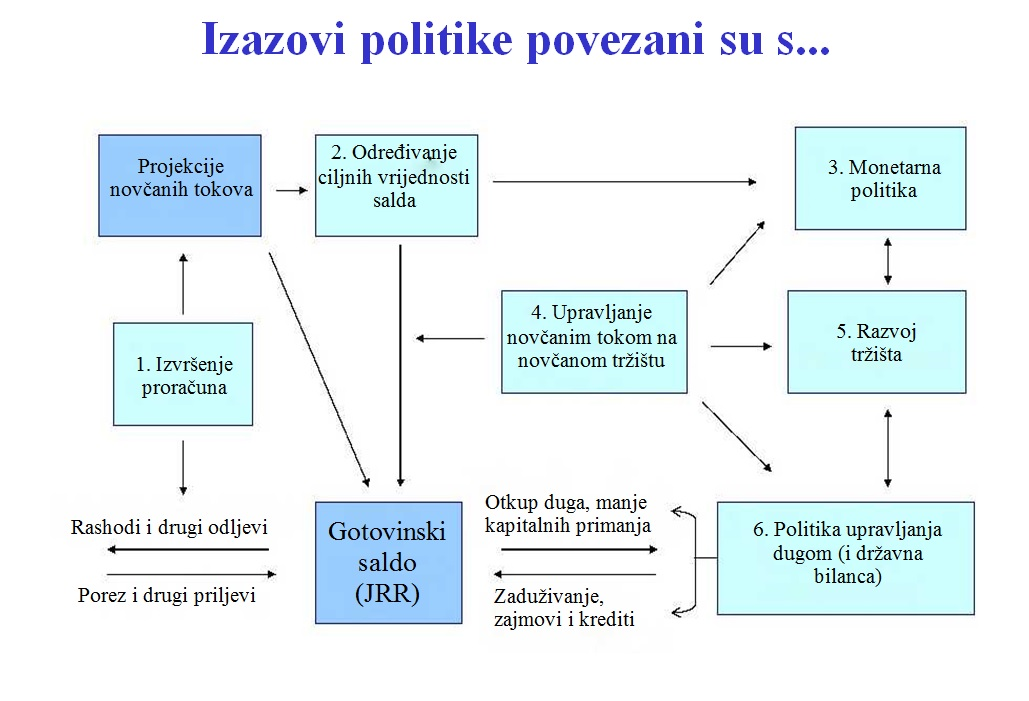 Izazovi politike povezani su s...
Projekcije
novčanih tokova
2. Određivanje
ciljnih vrijednosti
salda
3. Monetarna
politika
1. Izvršenje
proračuna
4. Upravljanje
novčanim tokom na
novčanom tržištu
5. Razvoj
tržišta
Rashodi i drugi odljevi
Porez i drugi priljevi
Gotovinski
saldo
(JRR)
Otkup duga, manje
kapitalnih primanja
Zaduživanje,
zajmovi i krediti
6. Politika upravljanja
dugom (i državna
bilanca)